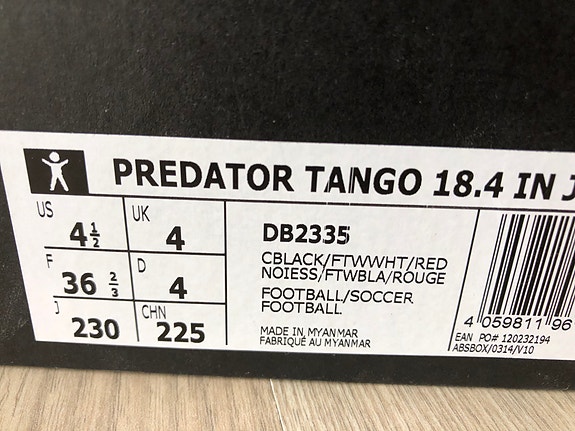 PREDATOR TANGO 18.4 IN J
US 4½ UK 4
F 36 ⅔ D 4
J 230 CHN 225
DB2335
CBLACK/FTWWHT/RED
NOIESS/FTWBLA/ROUGE
FOOTBALL/SOCCER
FOOTBALL
MADE IN MYANMAR
FABRIQUÉ AU MYANMAR
4 059811 96
EAN PO# 120232194
ABSBOX/0314/V10